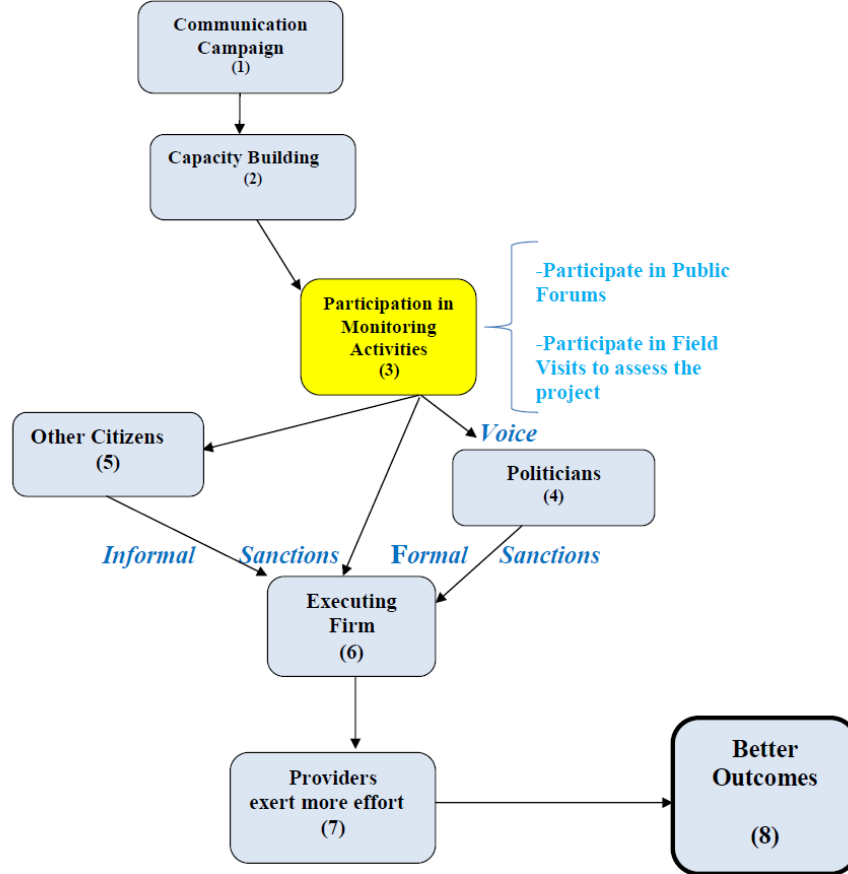 Communication
Campaign
(1)
Capacity Building
(2)
Participation in
Monitoring
Activities
(3)
-Participate in Public
Forums
-Participate in Field
Visits to assess the
project
Other Citizens
(5)
Voice
Politicians
(4)
Informal Sanctions Formal Sanctions
Executing
Firm
(6)
Providers
exert more effort
(7)
Better
Outcomes
(8)